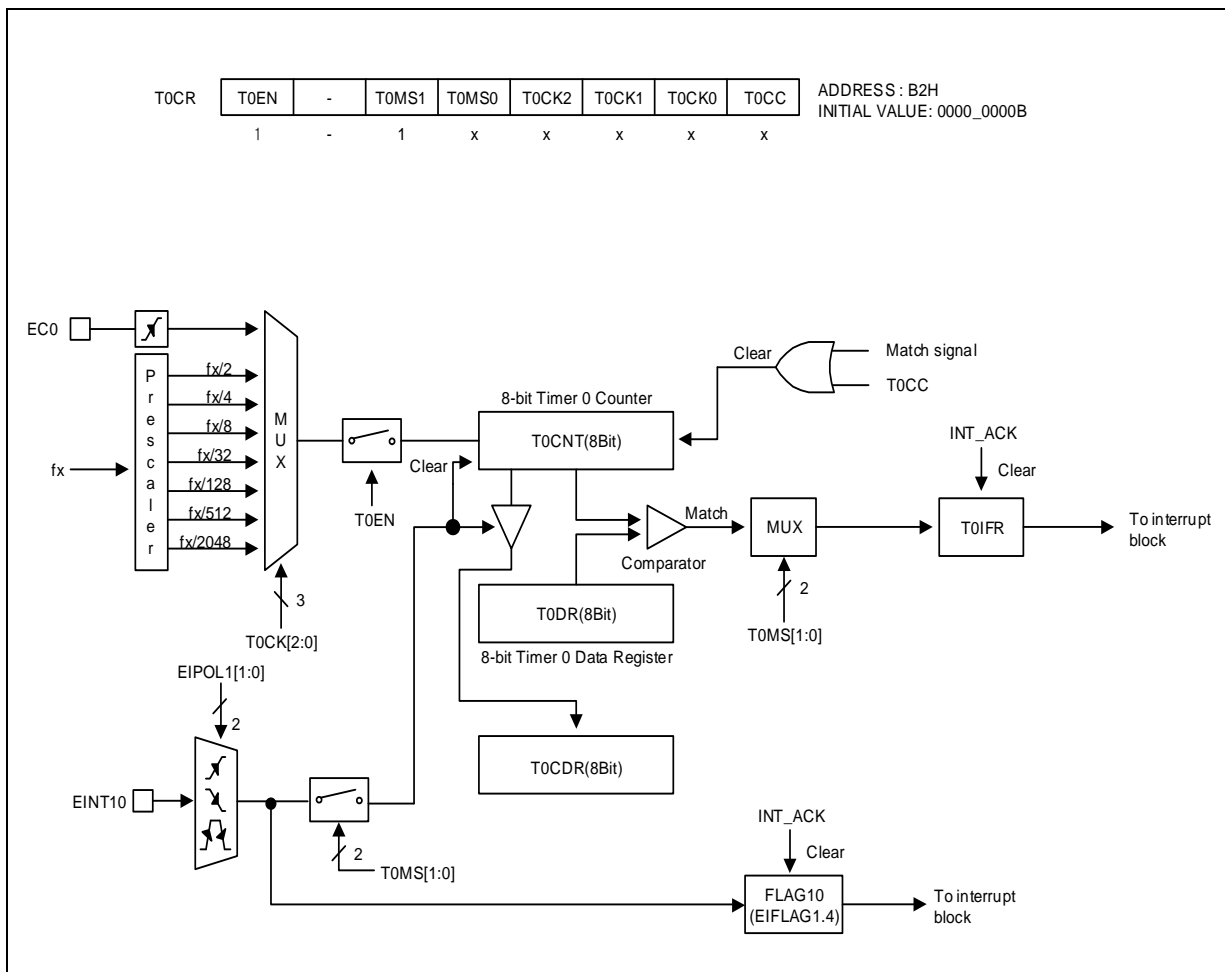 T0CR T0EN - T0MS1 T0MS0 T0CK2 T0CK1 T0CK0 T0CC
ADDRESS : B2H
INITIAL VALUE: 0000_0000B
1 - 1 x x x x x
EC0
Prescaler
fx
fx/2
fx/4
fx/8
fx/32
fx/128
fx/512
fx/2048
MUX
3
T0CK[2:0]
T0EN
8-bit Timer 0 Counter
T0CNT(8Bit)
Clear
Clear
Match signal
T0CC
Match
Comparator
T0DR(8Bit)
8-bit Timer 0 Data Register
T0CDR(8Bit)
MUX
2
T0MS[1:0]
INT_ACK
Clear
T0IFR
To interrupt
block
EIPOL1[1:0]
2
EINT10
2
T0MS[1:0]
INT_ACK
Clear
FLAG10
(EIFLAG1.4)
To interrupt
block